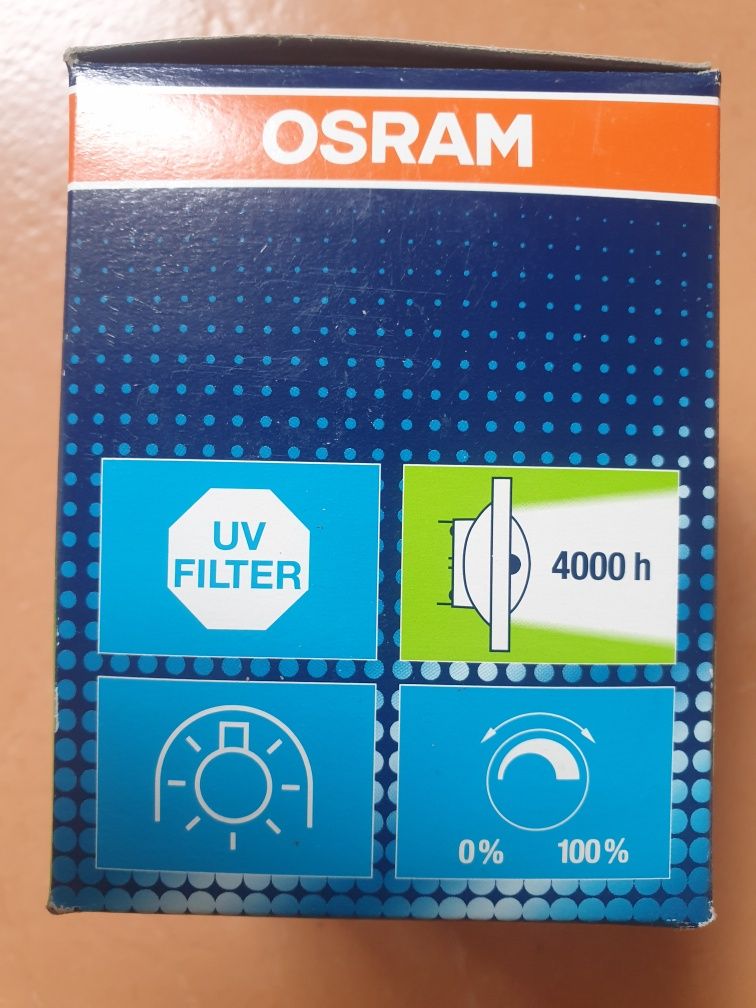 OSRAM
UV
FILTER
4000 h
0% 100%